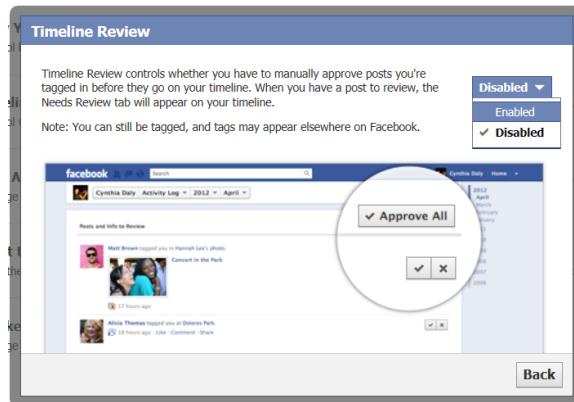 Timeline Review
Timeline Review controls whether you have to manually approve posts you're
tagged in before they go on your timeline. When you have a post to review, the
Needs Review tab will appear on your timeline.
Note: You can still be tagged, and tags may appear elsewhere on Facebook.
Disabled
Enabled
✓ Disabled
facebook
Search
Cynthia Daly Home
Cynthia Daly Activity Log 2012 April
2012
April
March
February
✓ Approve All
Posts and Info to Review
Matt Brown tagged you in Hannah Lee's photo.
Concert in the Park
17 hours ago
2007
2006
Alicia Thomas tagged you at Dolores Park.
18 hours ago · Like · Comment · Share
Back